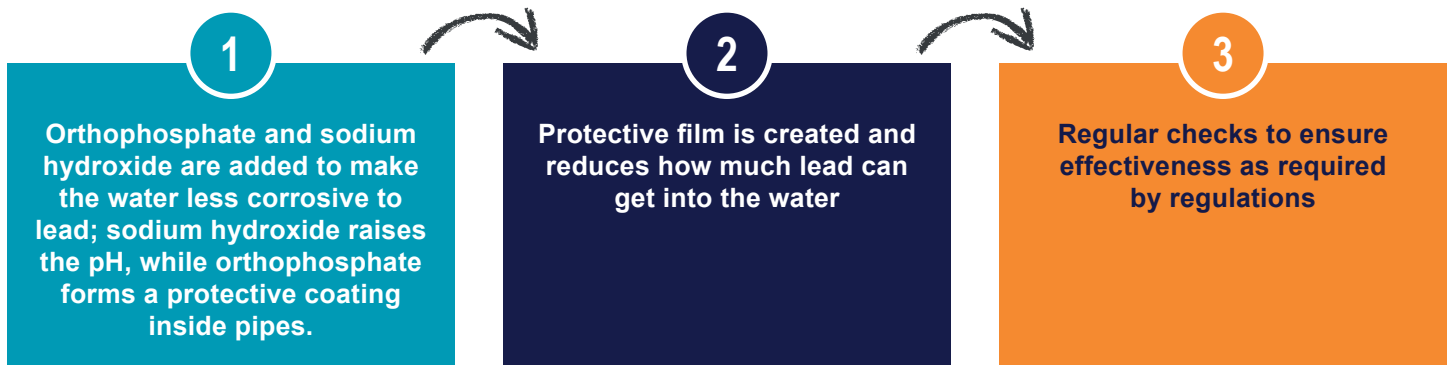 1
Orthophosphate and sodium
hydroxide are added to make
the water less corrosive to
lead; sodium hydroxide raises
the pH, while orthophosphate
forms a protective coating
inside pipes.
2
Protective film is created and
reduces how much lead can
get into the water
3
Regular checks to ensure
effectiveness as required
by regulations